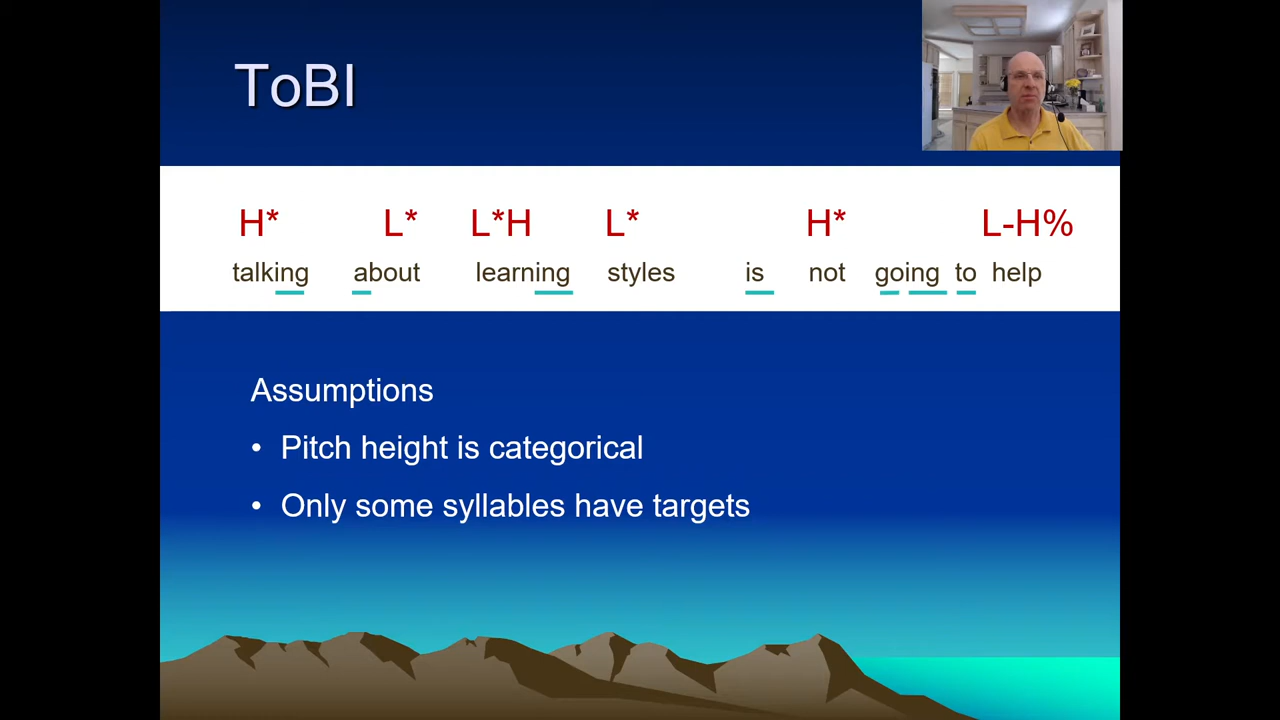 ToBI
H* L* L*H L* H* L-H%
talking about learning styles is not going to help
Assumptions
• Pitch height is categorical
• Only some syllables have targets